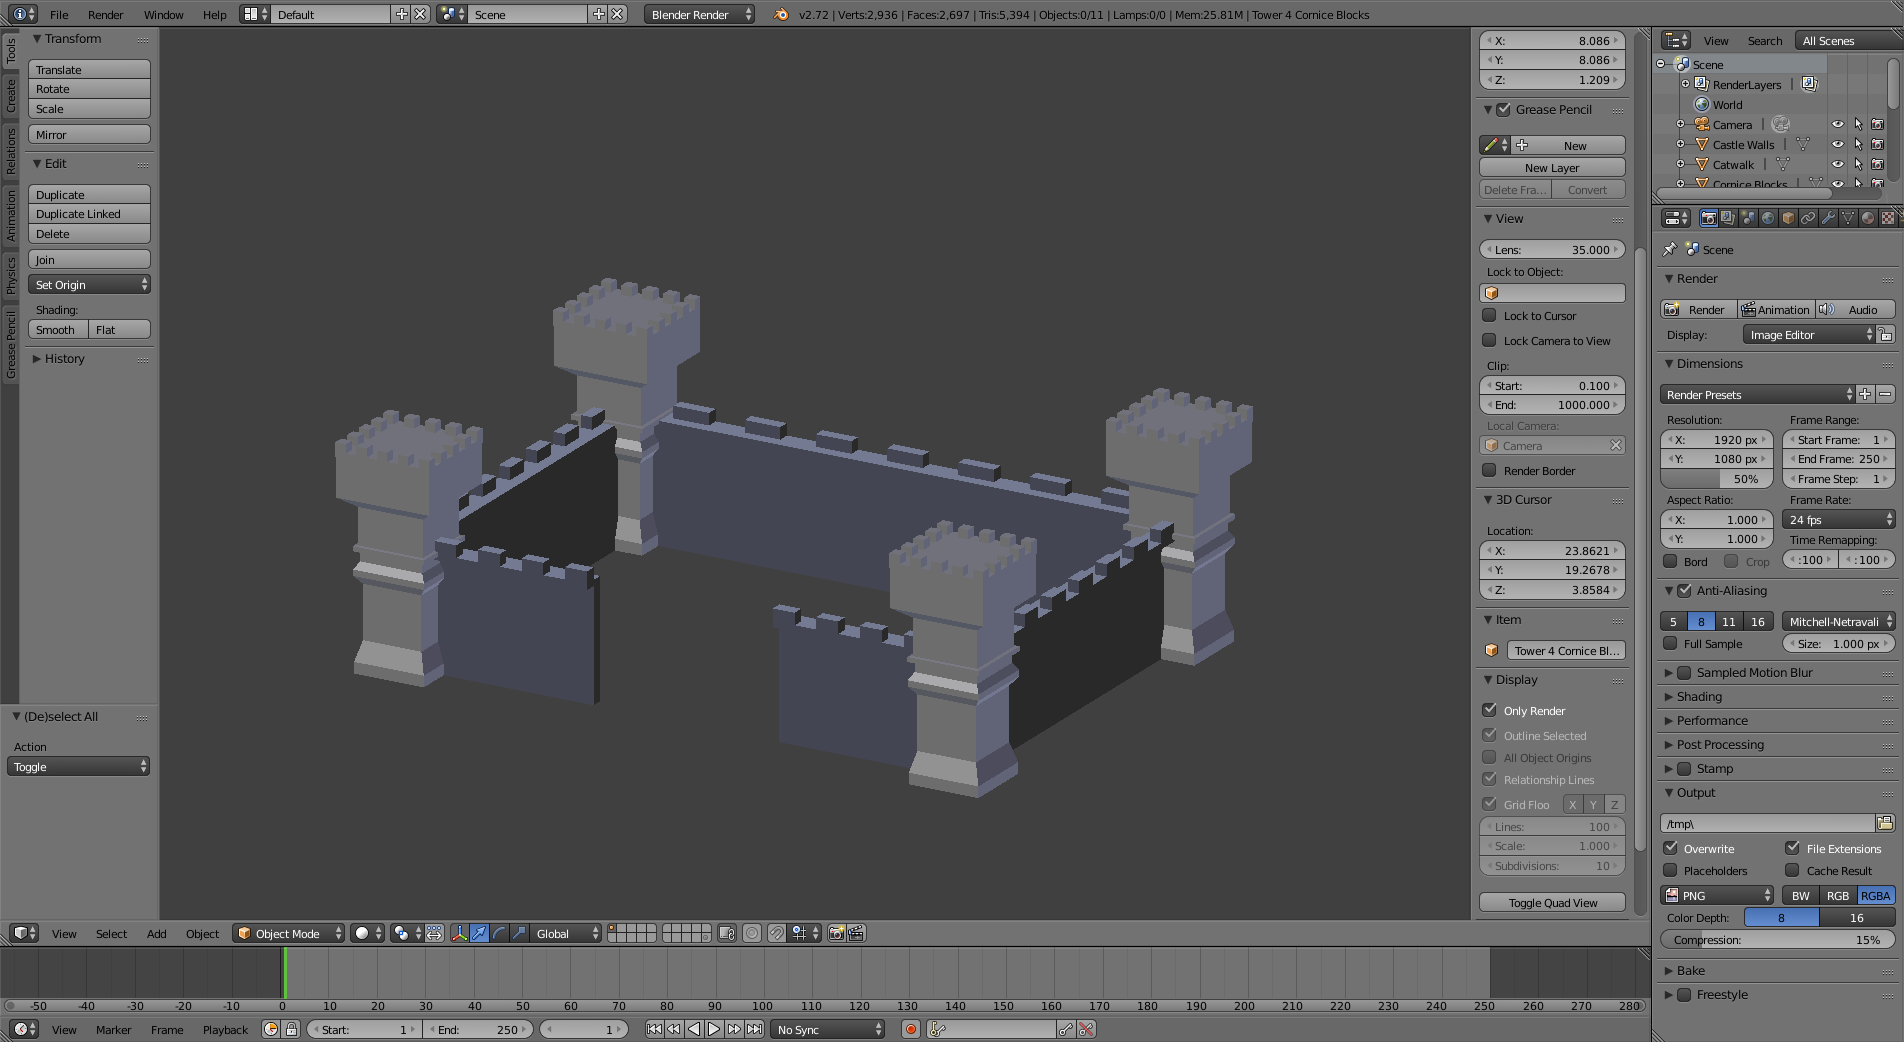 File Render Window Help Default Scene Blender Render v2.72 | Verts:2,936 | Faces:2,697 | Tris:5,394 | Objects:0/11 | Lamps:0/0 | Mem:25.81M | Tower 4 Cornice Blocks
Tools
Create
Relations
Animation
Physics
Grease Pencil
Transform
Translate
Rotate
Scale
Mirror
Edit
Duplicate
Duplicate Linked
Delete
Join
Set Origin
Shading:
Smooth Flat
History
(De)select All
Action
Toggle
X: 8.086
Y: 8.086
Z: 1.209
Grease Pencil
New
New Layer
Delete Fra... Convert
View
Lens: 35.000
Lock to Object:
Lock to Cursor
Lock Camera to View
Clip:
Start: 0.100
End: 1000.000
Local Camera:
Camera
Render Border
3D Cursor
Location:
X: 23.8621
Y: 19.2678
Z: 3.8584
Item
Tower 4 Cornice Bl...
Display
Only Render
Outline Selected
All Object Origins
Relationship Lines
Grid Floo X Y Z
Lines: 100
Scale: 1.000
Subdivisions: 10
Toggle Quad View
View Search All Scenes
Scene
RenderLayers
World
Camera
Castle Walls
Catwalk
Cornice Blocks
Scene
Render
Render Animation Audio
Display: Image Editor
Dimensions
Render Presets
Resolution: Frame Range:
X: 1920 px Start Frame: 1
Y: 1080 px End Frame: 250
50% Frame Step: 1
Aspect Ratio: Frame Rate:
X: 1.000 24 fps
Y: 1.000 Time Remapping:
Bord Crop :100 :100
Anti-Aliasing
5 8 11 16 Mitchell-Netravali
Full Sample Size: 1.000 px
Sampled Motion Blur
Shading
Performance
Post Processing
Stamp
Output
/tmp\
Overwrite File Extensions
Placeholders Cache Result
PNG BW RGB RGBA
Color Depth: 8 16
Compression: 15%
Bake
Freestyle
View Select Add Object Object Mode Global
-50 -40 -30 -20 -10 0 10 20 30 40 50 60 70 80 90 100 110 120 130 140 150 160 170 180 190 200 210 220 230 240 250 260 270 280
View Marker Frame Playback Start: 1 End: 250 1 No Sync